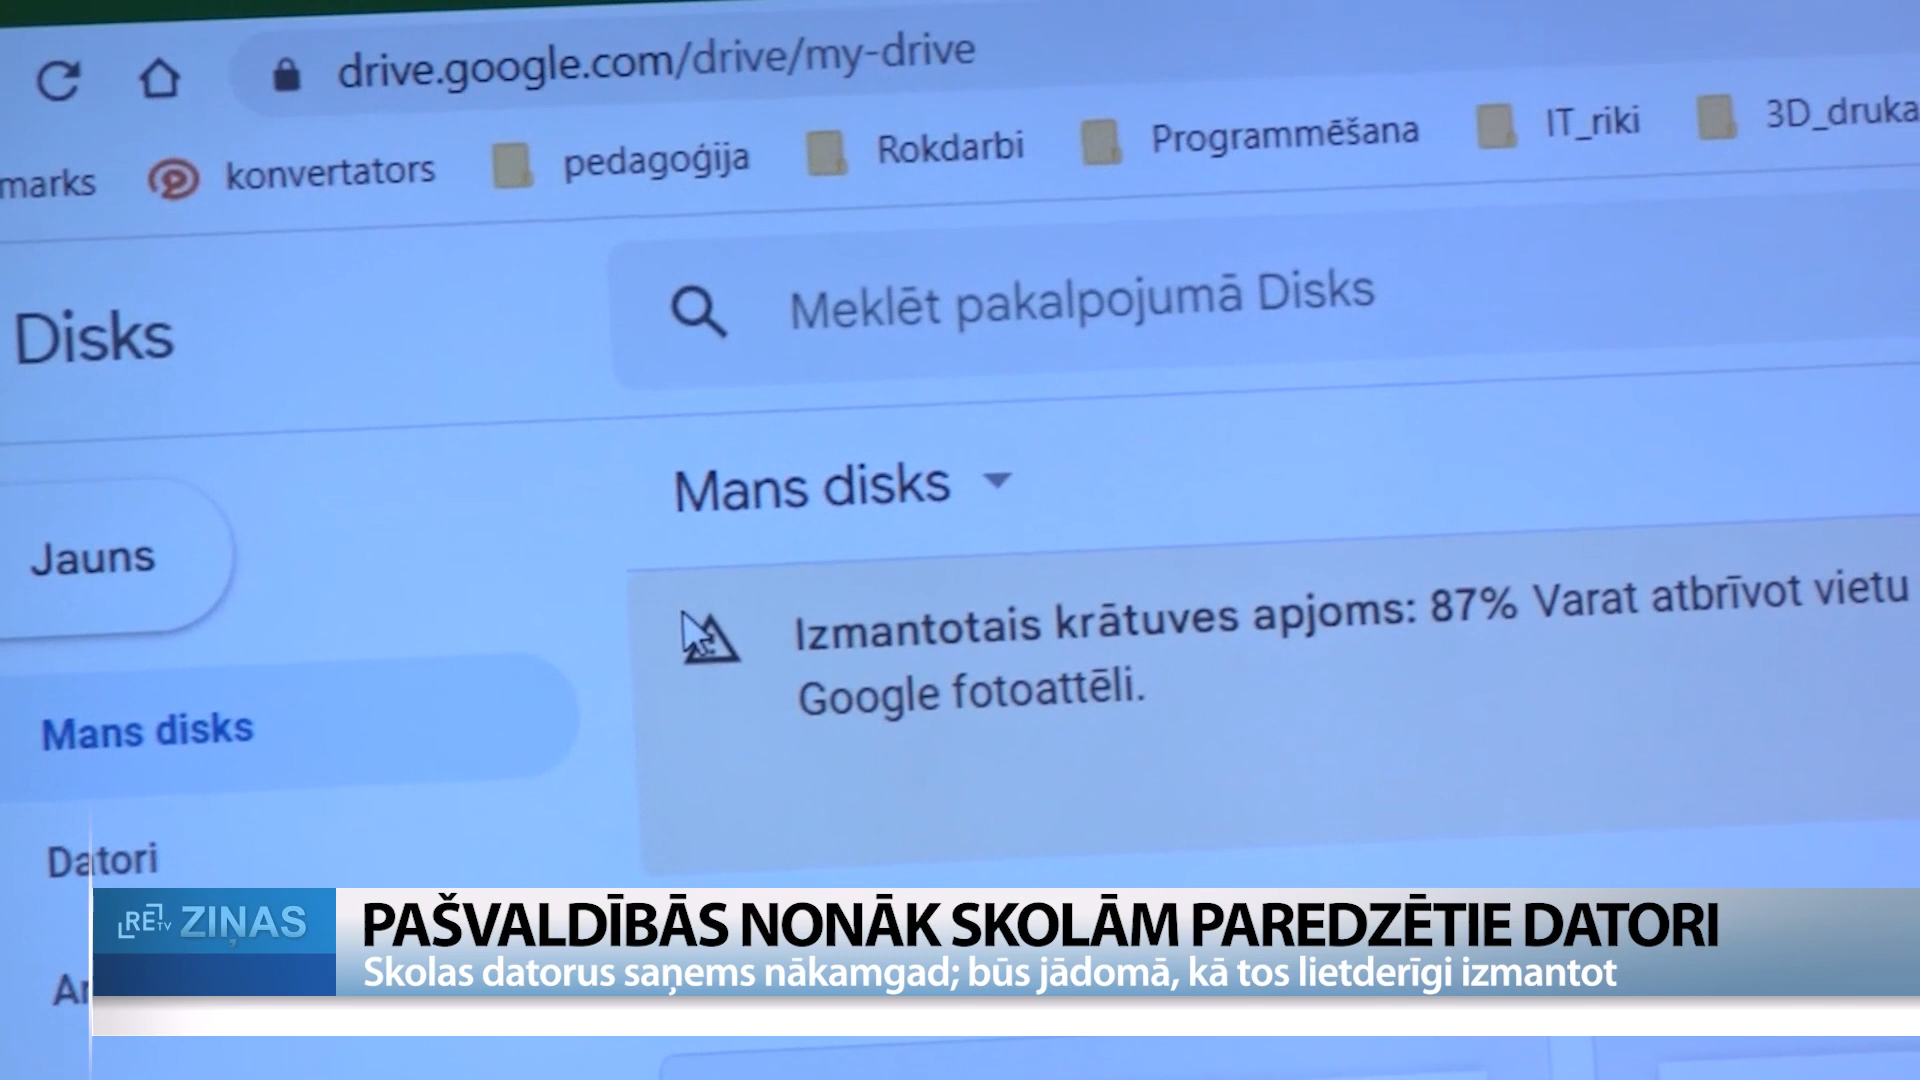 drive.google.com/drive/my-drive
marks konvertators pedagoģija Rokdarbi Programmēšana IT_riki 3D_druka
Disks
Meklēt pakalpojumā Disks
Mans disks
Jauns
Izmantotais krātuves apjoms: 87% Varat atbrīvot vietu
Google fotoattēli.
Mans disks
Datori
RE TV ZIŅAS
PAŠVALDĪBĀS NONĀK SKOLĀM PAREDZĒTIE DATORI
Skolas datorus saņems nākamgad; būs jādomā, kā tos lietderīgi izmantot